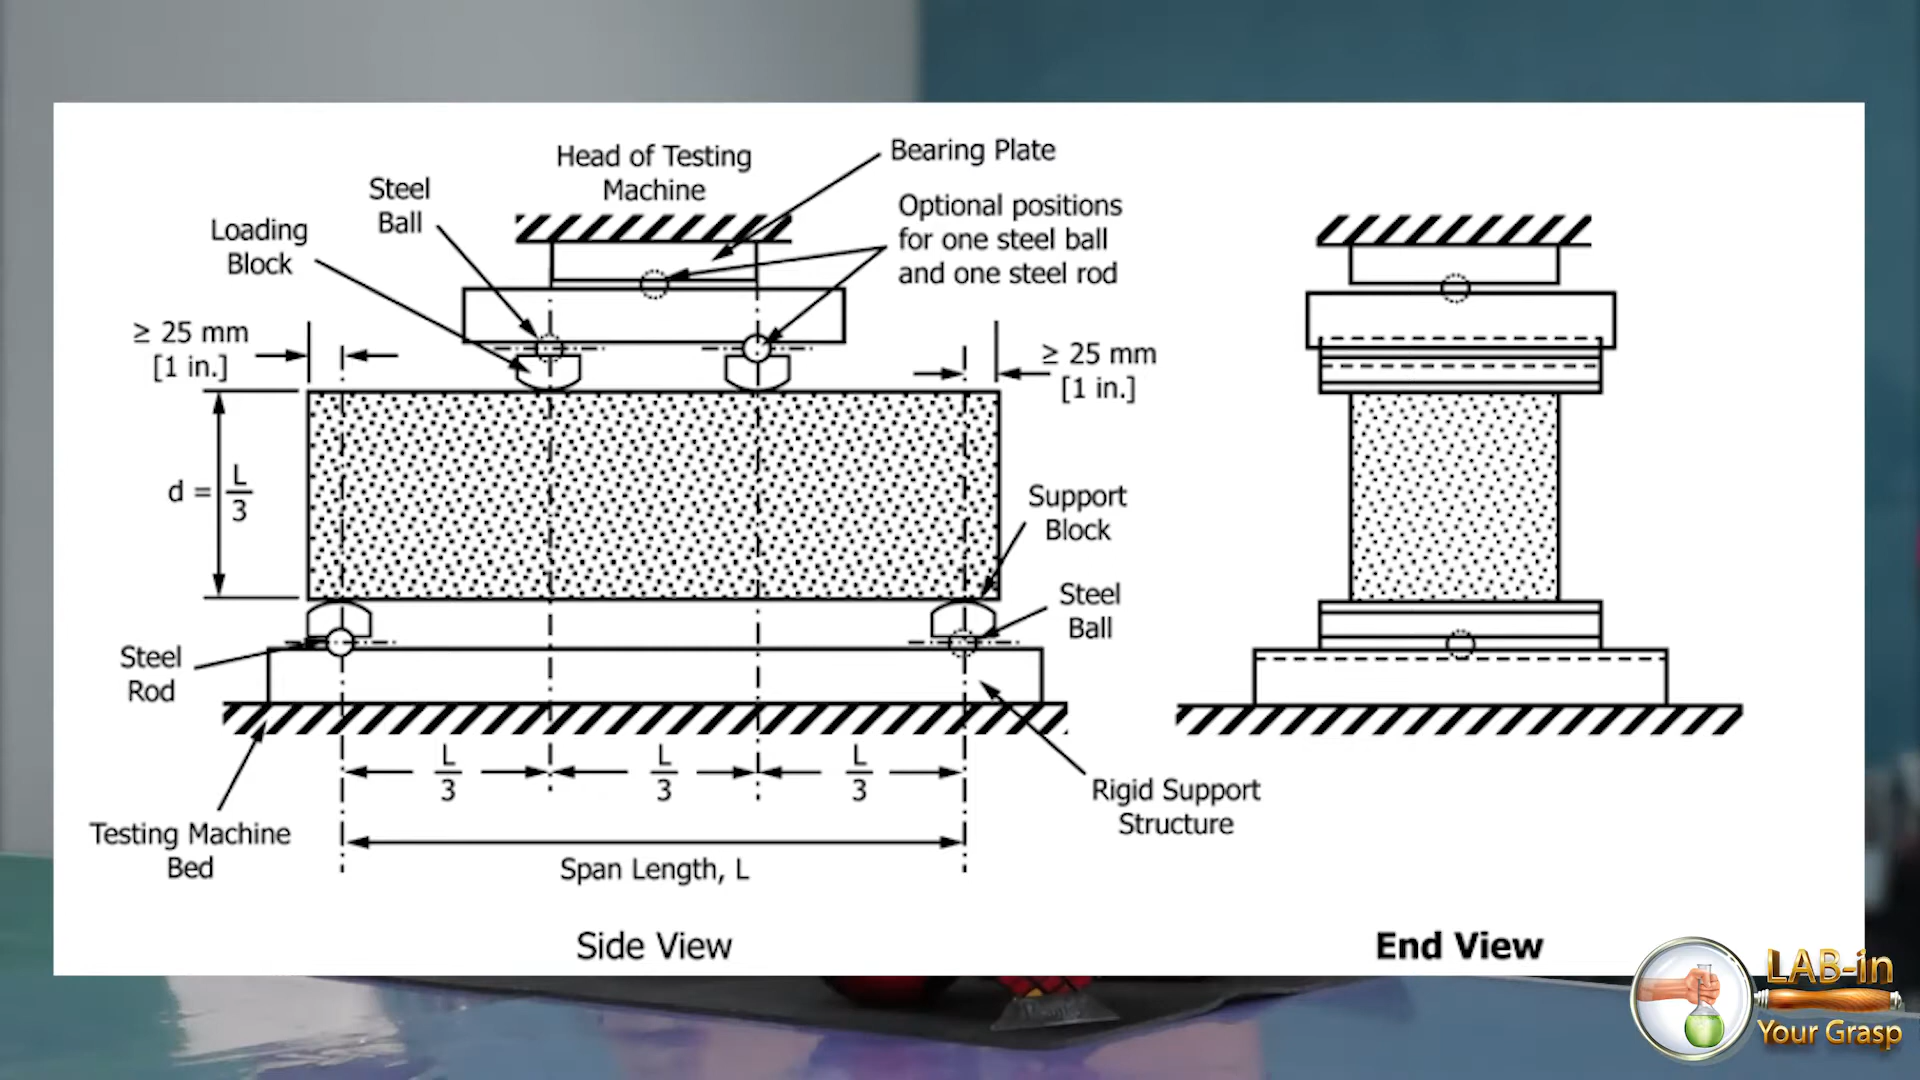 Head of Testing
Machine
Bearing Plate
Steel
Ball
Optional positions
for one steel ball
and one steel rod
Loading
Block
≥ 25 mm
[1 in.]
≥ 25 mm
[1 in.]
d = L/3
Support
Block
Steel
Ball
Steel
Rod
L/3
L/3
L/3
Rigid Support
Structure
Testing Machine
Bed
Span Length, L
Side View
End View
LAB-in
Your Grasp